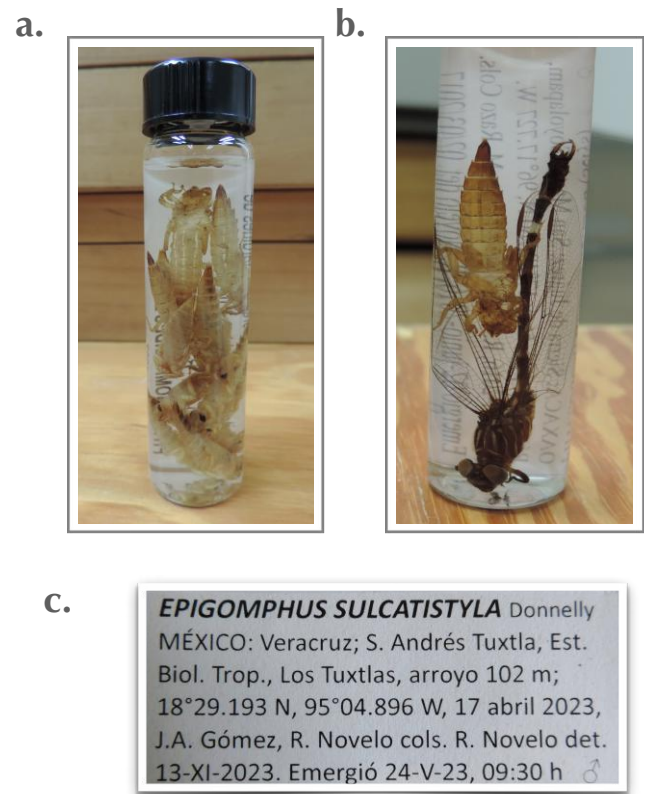 a.
b.
c.
EPIGOMPHUS SULCATISTYLA Donnelly
MÉXICO: Veracruz; S. Andrés Tuxtla, Est.
Biol. Trop., Los Tuxtlas, arroyo 102 m;
18°29.193 N, 95°04.896 W, 17 abril 2023,
J.A. Gómez, R. Novelo cols. R. Novelo det.
13-XI-2023. Emergió 24-V-23, 09:30 h ♂